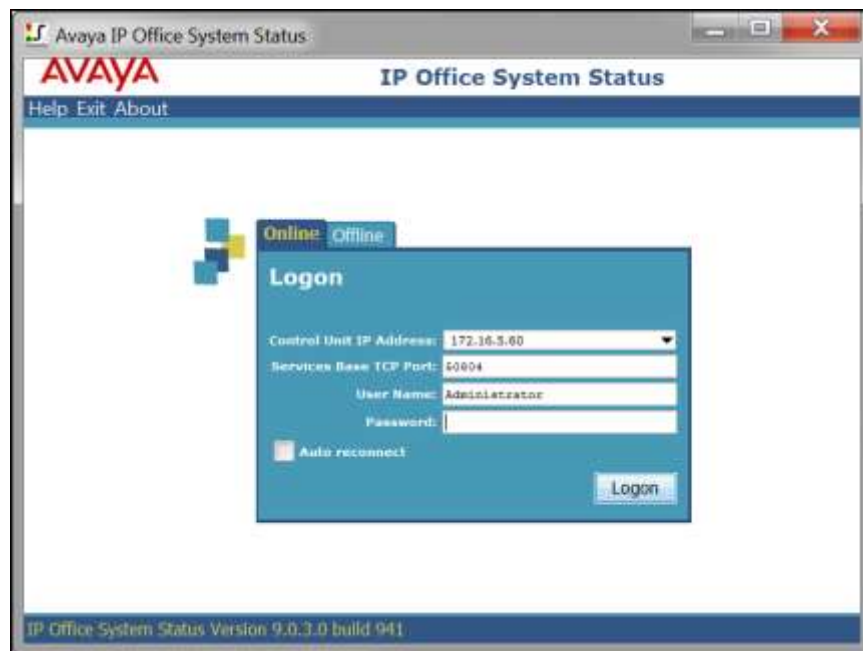 Avaya IP Office System Status
AVAYA
IP Office System Status
Help Exit About
Online Offline
Logon
Control Unit IP Address: 172.16.5.60
Services Base TCP Port: 50804
User Name: Administrator
Password:
Auto reconnect
Logon
IP Office System Status Version 9.0.3.0 build 941